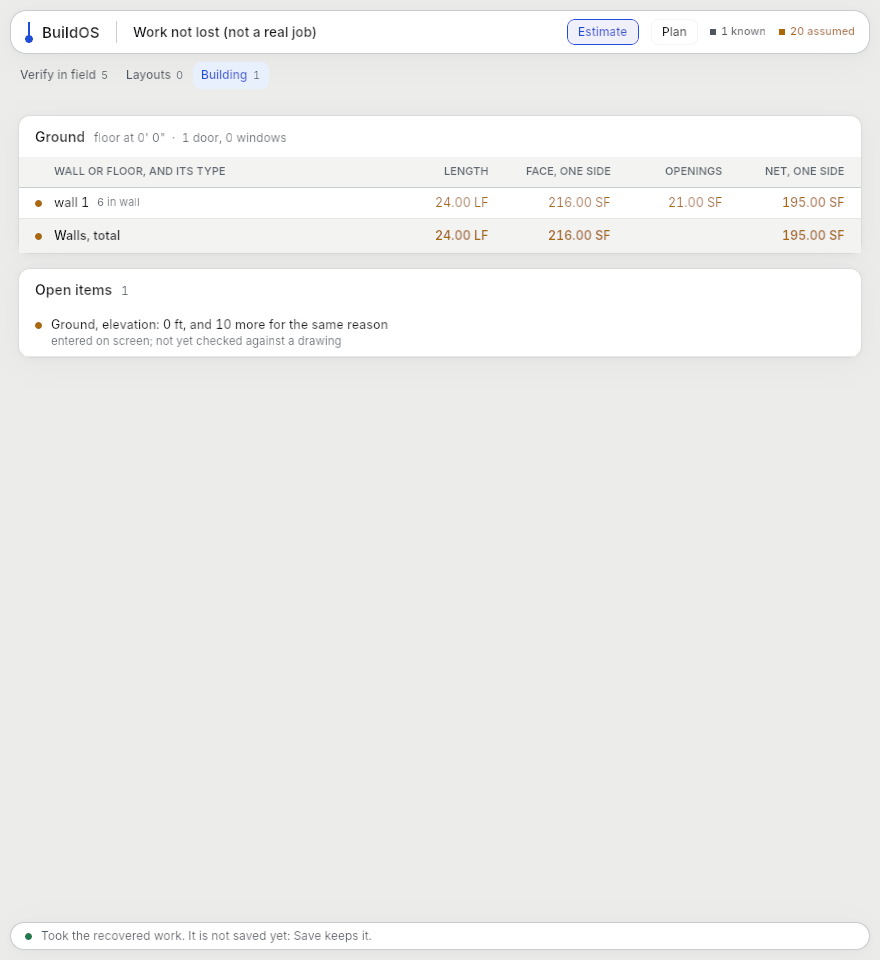 BuildOS Work not lost (not a real job) Estimate Plan 1 known 20 assumed
Verify in field 5 Layouts 0 Building 1
Ground floor at 0' 0" · 1 door, 0 windows
WALL OR FLOOR, AND ITS TYPE LENGTH FACE, ONE SIDE OPENINGS NET, ONE SIDE
wall 1 6 in wall 24.00 LF 216.00 SF 21.00 SF 195.00 SF
Walls, total 24.00 LF 216.00 SF 195.00 SF
Open items 1
Ground, elevation: 0 ft, and 10 more for the same reason
entered on screen; not yet checked against a drawing
Took the recovered work. It is not saved yet: Save keeps it.